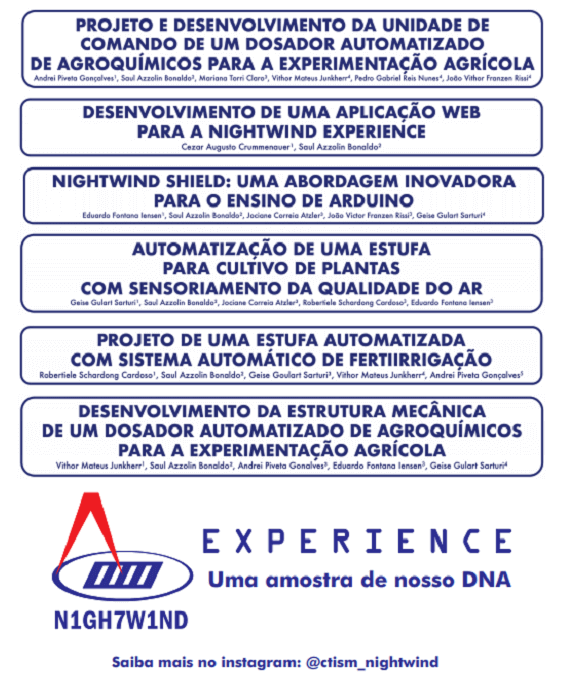 PROJETO E DESENVOLVIMENTO DA UNIDADE DE
COMANDO DE UM DOSADOR AUTOMATIZADO
DE AGROQUÍMICOS PARA A EXPERIMENTAÇÃO AGRÍCOLA
Andrei Piveta Gonçalves¹, Saul Azzolin Bonaldo², Mariana Torri Claro³, Vithor Mateus Junkherr⁴, Pedro Gabriel Reis Nunes⁴, João Vithor Franzen Rissi⁴
DESENVOLVIMENTO DE UMA APLICAÇÃO WEB
PARA A NIGHTWIND EXPERIENCE
Cezar Augusto Crummenauer¹, Saul Azzolin Bonaldo²
NIGHTWIND SHIELD: UMA ABORDAGEM INOVADORA
PARA O ENSINO DE ARDUINO
Eduardo Fontana Iensen¹, Saul Azzolin Bonaldo², Jociane Correia Atzler², João Victor Franzen Rissi³, Geise Gulart Sarturi⁴
AUTOMATIZAÇÃO DE UMA ESTUFA
PARA CULTIVO DE PLANTAS
COM SENSORIAMENTO DA QUALIDADE DO AR
Geise Gulart Sarturi¹, Saul Azzollin Bonaldo², Jociane Correia Atzler², Robertiele Schardong Cardoso³, Eduardo Fontana Iensen³
PROJETO DE UMA ESTUFA AUTOMATIZADA
COM SISTEMA AUTOMÁTICO DE FERTIIRRIGAÇÃO
Robertiele Schardong Cardoso¹, Saul Azzolin Bonaldo², Geise Goulart Sarturi³, Vithor Mateus Junkherr⁴, Andrei Piveta Gonçalves⁵
DESENVOLVIMENTO DA ESTRUTURA MECÂNICA
DE UM DOSADOR AUTOMATIZADO DE AGROQUÍMICOS
PARA A EXPERIMENTAÇÃO AGRÍCOLA
Vithor Mateus Junkherr¹, Saul Azzolin Bonaldo², Andrei Piveta Gonalves³, Eduardo Fontana Iensen³, Geise Gulart Sarturi⁴
EXPERIENCE
Uma amostra de nosso DNA
N1GH7W1ND
Saiba mais no instagram: @ctism_nightwind